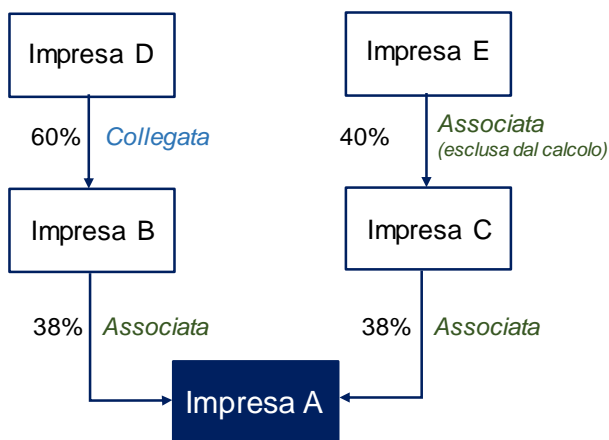 Impresa D
Impresa E
60% Collegata
40% Associata
(esclusa dal calcolo)
Impresa B
Impresa C
38% Associata
38% Associata
Impresa A